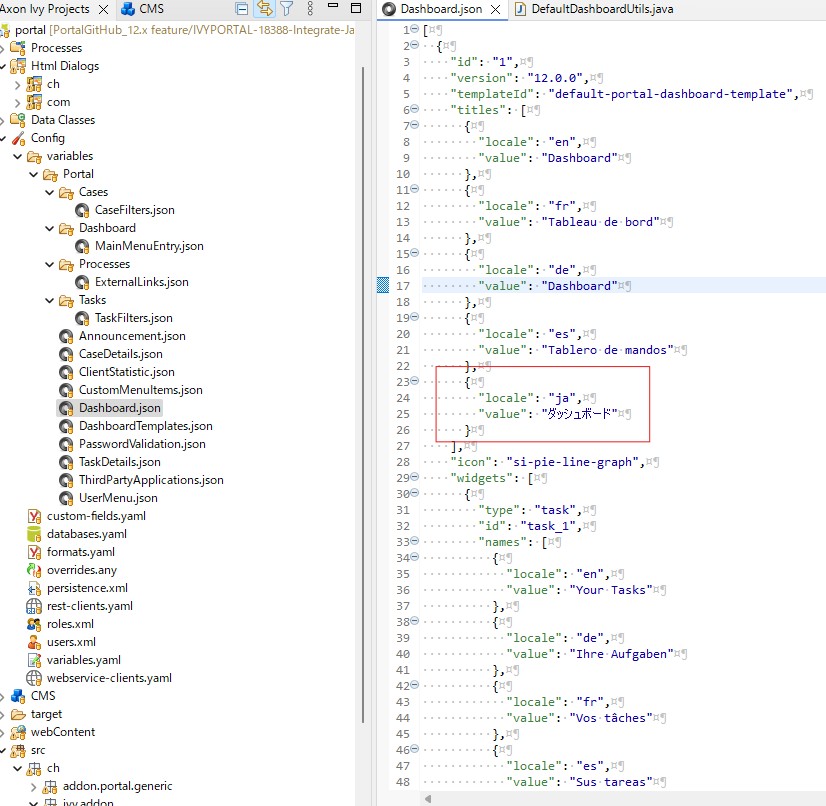 Axon Ivy Projects
CMS
portal [PortalGitHub_12.x feature/IVYPORTAL-18388-Integrate-Ja
Processes
Html Dialogs
ch
com
Data Classes
Config
variables
Portal
Cases
CaseFilters.json
Dashboard
MainMenuEntry.json
Processes
ExternalLinks.json
Tasks
TaskFilters.json
Announcement.json
CaseDetails.json
ClientStatistic.json
CustomMenuItems.json
Dashboard.json
DashboardTemplates.json
PasswordValidation.json
TaskDetails.json
ThirdPartyApplications.json
UserMenu.json
custom-fields.yaml
databases.yaml
formats.yaml
overrides.any
persistence.xml
rest-clients.yaml
roles.xml
users.xml
variables.yaml
webservice-clients.yaml
CMS
target
webContent
src
ch
addon.portal.generic
ivy.addon
Dashboard.json
DefaultDashboardUtils.java
1 [
2 {
3 "id": "1",
4 "version": "12.0.0",
5 "templateId": "default-portal-dashboard-template",
6 "titles": [
7 {
8 "locale": "en",
9 "value": "Dashboard"
10 },
11 {
12 "locale": "fr",
13 "value": "Tableau de bord"
14 },
15 {
16 "locale": "de",
17 "value": "Dashboard"
18 },
19 {
20 "locale": "es",
21 "value": "Tablero de mandos"
22 },
23 {
24 "locale": "ja",
25 "value": "ダッシュボード"
26 }
27 ],
28 "icon": "si-pie-line-graph",
29 "widgets": [
30 {
31 "type": "task",
32 "id": "task_1",
33 "names": [
34 {
35 "locale": "en",
36 "value": "Your Tasks"
37 },
38 {
39 "locale": "de",
40 "value": "Ihre Aufgaben"
41 },
42 {
43 "locale": "fr",
44 "value": "Vos tâches"
45 },
46 {
47 "locale": "es",
48 "value": "Sus tareas"